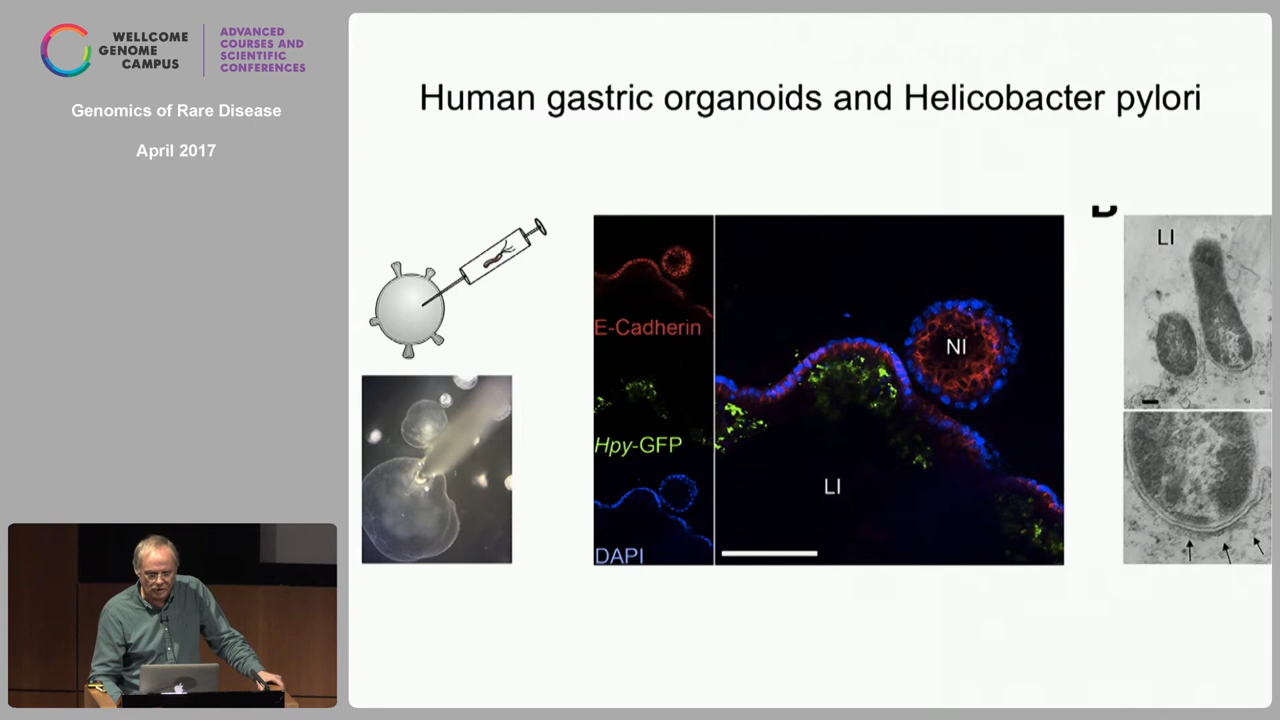 WELLCOME
GENOME
CAMPUS
ADVANCED
COURSES AND
SCIENTIFIC
CONFERENCES
Genomics of Rare Disease
April 2017
Human gastric organoids and Helicobacter pylori
E-Cadherin
Hpy-GFP
DAPI
NI
LI
LI